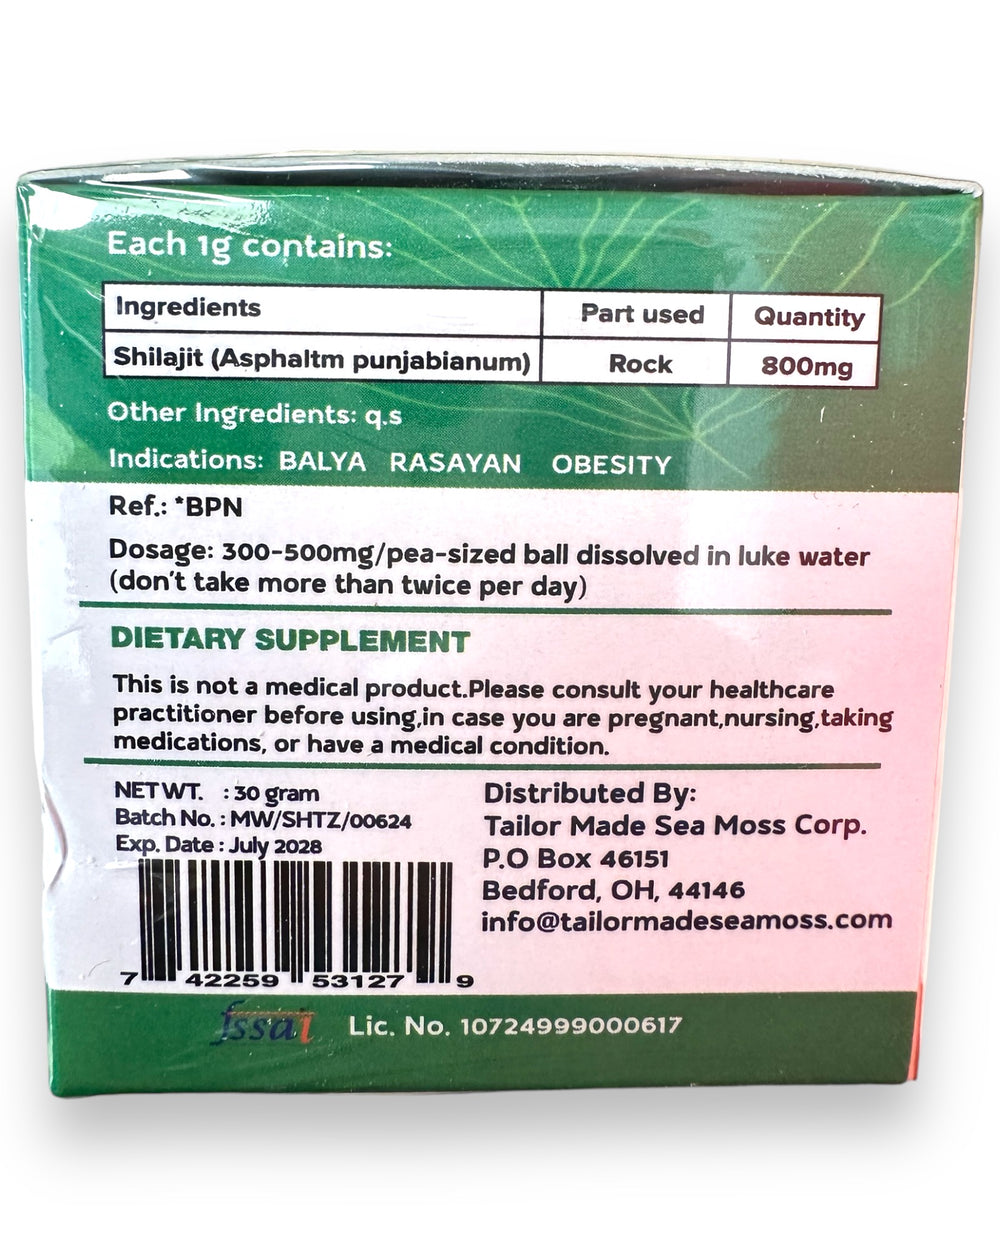 Each 1g contains:
Ingredients Part used Quantity
Shilajit (Asphaltm punjabianum) Rock 800mg
Other Ingredients: q.s
Indications: BALYA RASAYAN OBESITY
Ref.: *BPN
Dosage: 300-500mg/pea-sized ball dissolved in luke water
(don't take more than twice per day)
DIETARY SUPPLEMENT
This is not a medical product.Please consult your healthcare
practitioner before using,in case you are pregnant,nursing,taking
medications, or have a medical condition.
NET WT. : 30 gram
Batch No. : MW/SHTZ/00624
Exp. Date : July 2028
7 42259 53127 9
Distributed By:
Tailor Made Sea Moss Corp.
P.O Box 46151
Bedford, OH, 44146
info@tailormadeseamoss.com
fssai Lic. No. 10724999000617